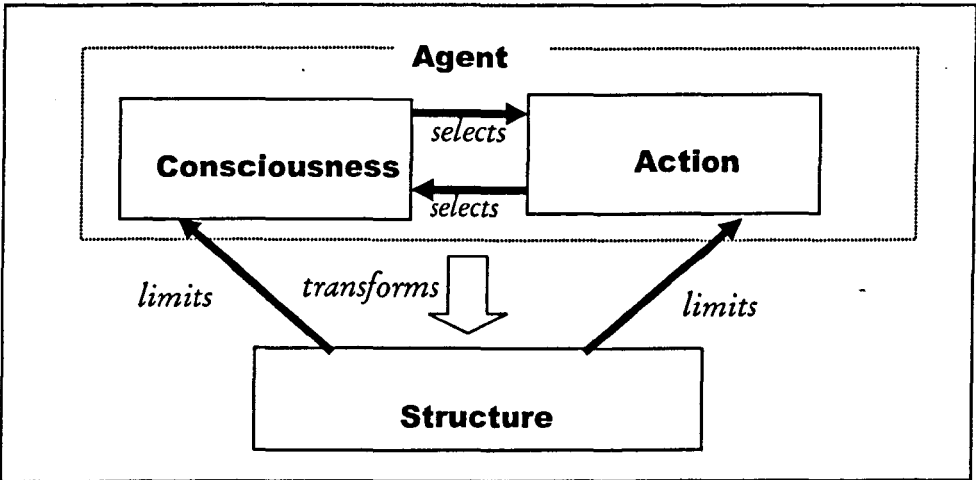 Agent
selects
Consciousness
Action
selects
limits
transforms
limits
Structure